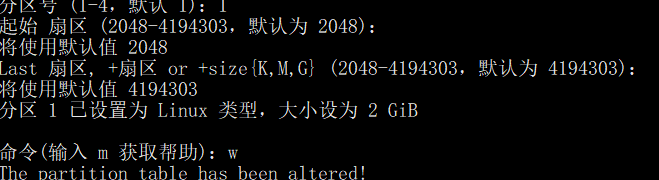 分区号 (1-4，默认 1)：1
起始 扇区 (2048-4194303，默认为 2048)：
将使用默认值 2048
Last 扇区, +扇区 or +size{K,M,G} (2048-4194303，默认为 4194303)：
将使用默认值 4194303
分区 1 已设置为 Linux 类型，大小设为 2 GiB
命令(输入 m 获取帮助)：w
The partition table has been altered!